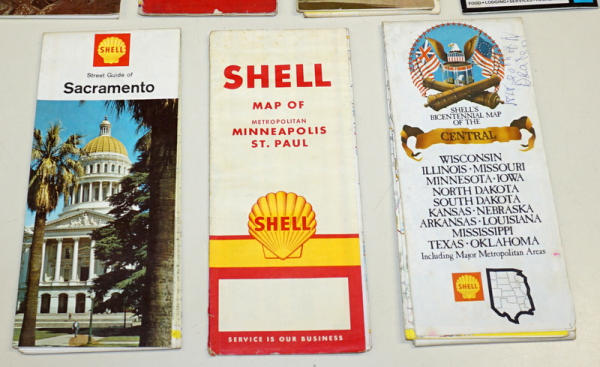 FOOD • LODGING • SERVICES
SHELL
Street Guide of
Sacramento
SHELL
MAP OF
METROPOLITAN
MINNEAPOLIS
ST. PAUL
SHELL
SERVICE IS OUR BUSINESS
SHELL'S
BICENTENNIAL MAP
OF THE
CENTRAL
WISCONSIN
ILLINOIS • MISSOURI
MINNESOTA • IOWA
NORTH DAKOTA
SOUTH DAKOTA
KANSAS • NEBRASKA
ARKANSAS • LOUISIANA
MISSISSIPPI
TEXAS • OKLAHOMA
Including Major Metropolitan Areas
SHELL